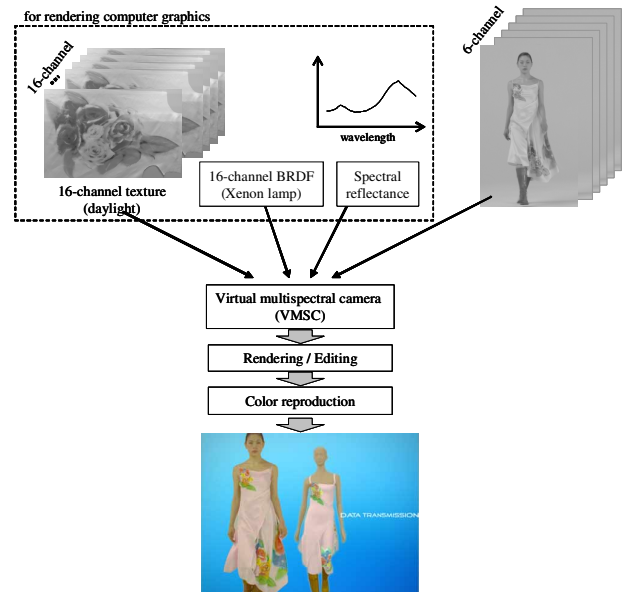 for rendering computer graphics
16-channel
6-channel
wavelength
16-channel texture
(daylight)
16-channel BRDF
(Xenon lamp)
Spectral
reflectance
Virtual multispectral camera
(VMSC)
Rendering / Editing
Color reproduction
DATA TRANSMISSION